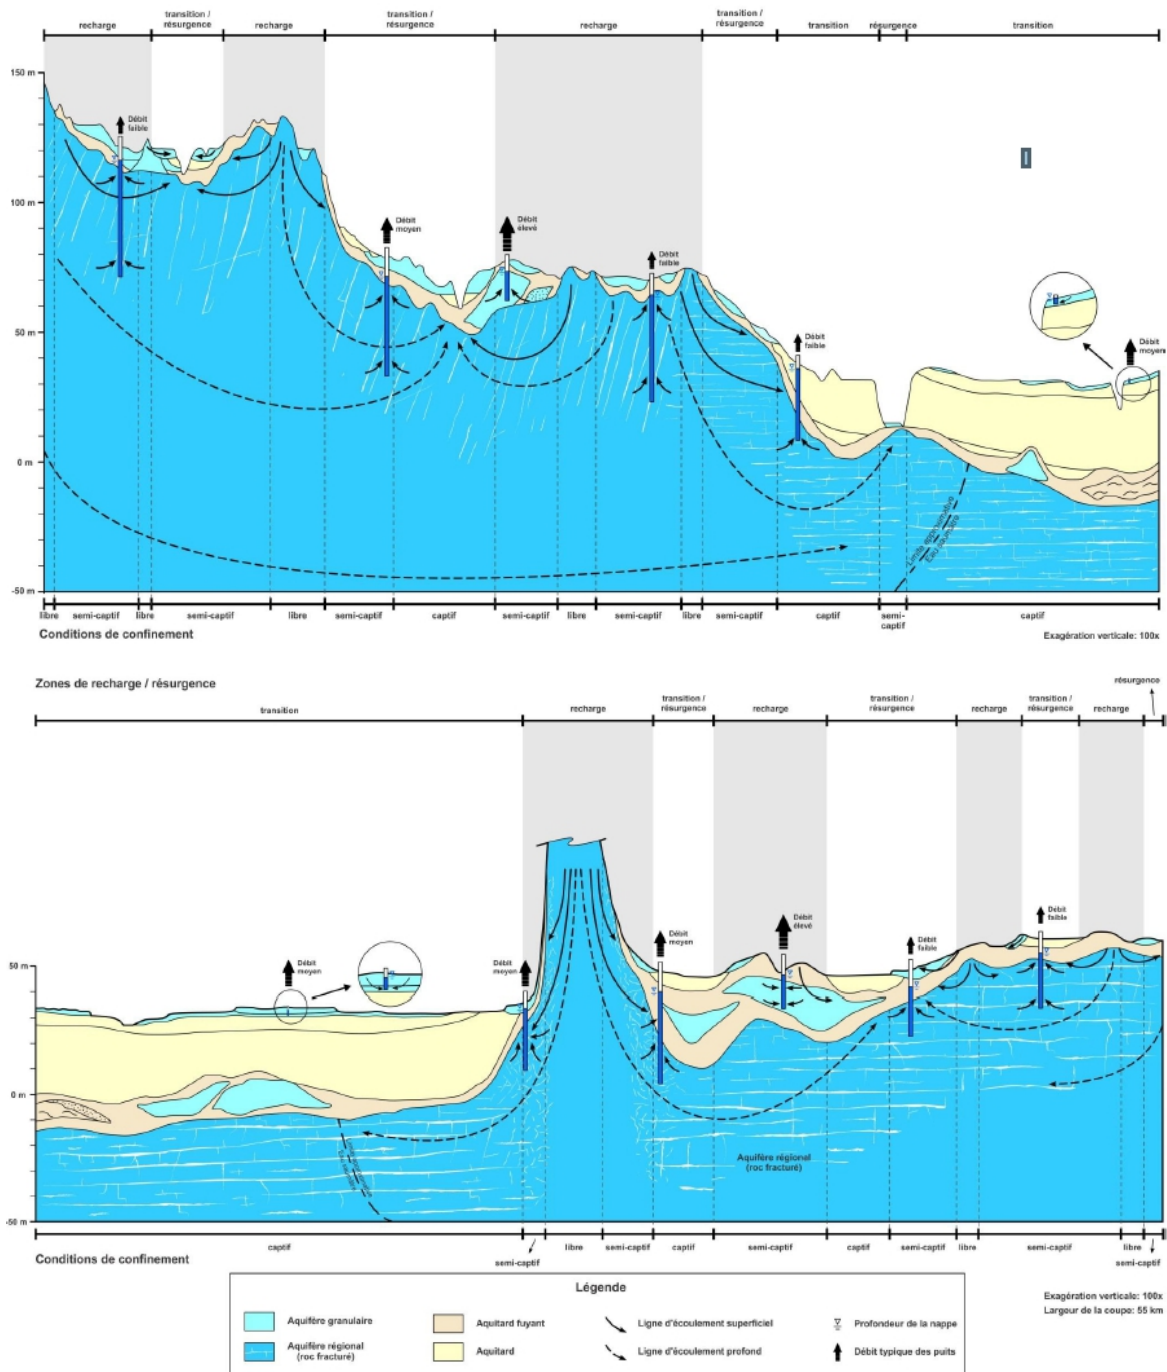 transition / transition / transition /
recharge résurgence recharge résurgence recharge résurgence transition résurgence transition
150 m
Débit
faible
100 m
Débit
moyen
Débit
élevé
Débit
faible
50 m
Débit
faible
Débit
moyen
0 m
Limite approximative
Eau saumâtre
-50 m
libre semi-captif libre semi-captif libre semi-captif captif semi-captif libre semi-captif libre semi-captif captif semi-captif captif
Conditions de confinement
Exagération verticale: 100x
Zones de recharge / résurgence
résurgence
transition recharge transition / résurgence recharge transition / résurgence recharge transition / résurgence recharge
Débit
moyen
Débit
moyen
Débit
moyen
Débit
élevé
Débit
faible
Débit
faible
50 m
0 m
Limite approximative
Aquifère régional
(roc fracturé)
-50 m
captif semi-captif libre semi-captif captif semi-captif captif semi-captif libre semi-captif libre semi-captif
Conditions de confinement
Légende
Aquifère granulaire
Aquitard fuyant
Ligne d'écoulement superficiel
Profondeur de la nappe
Aquifère régional
(roc fracturé)
Aquitard
Ligne d'écoulement profond
Débit typique des puits
Exagération verticale: 100x
Largeur de la coupe: 55 km